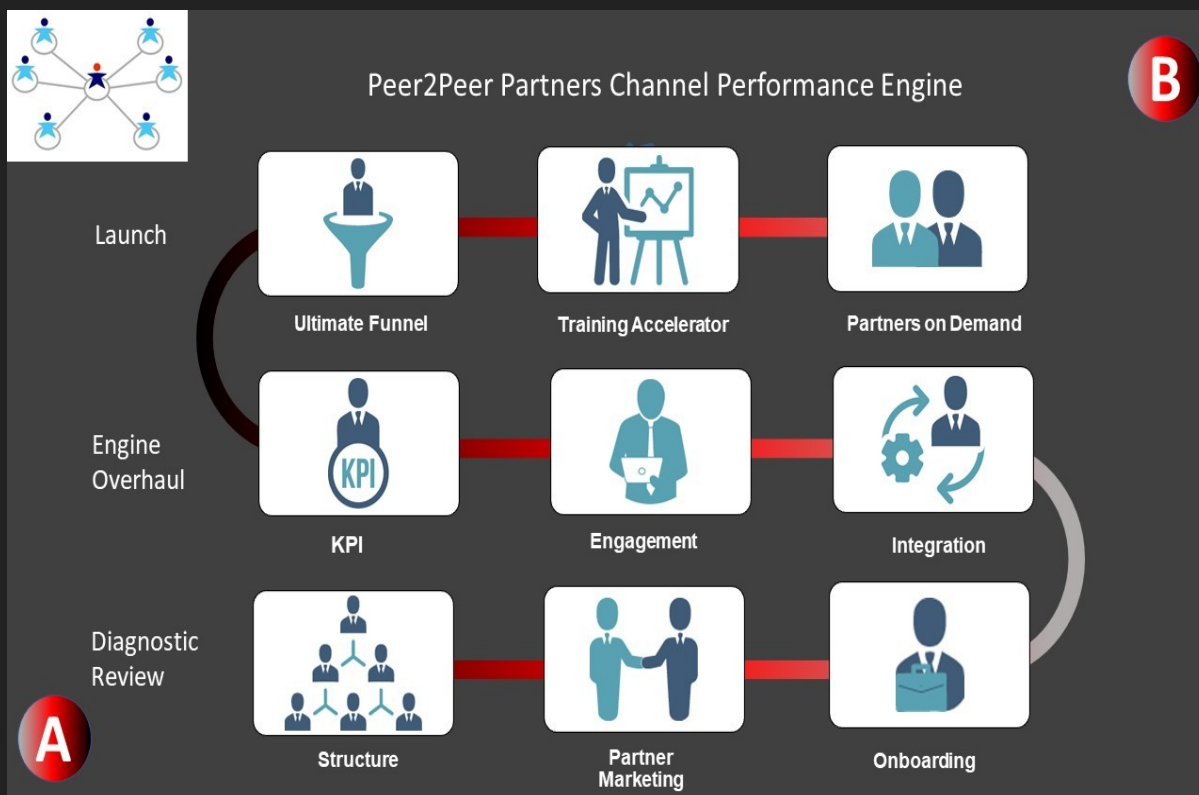 Peer2Peer Partners Channel Performance Engine
B
Launch
Ultimate Funnel
Training Accelerator
Partners on Demand
Engine
Overhaul
KPI
KPI
Engagement
Integration
Diagnostic
Review
A
Structure
Partner
Marketing
Onboarding